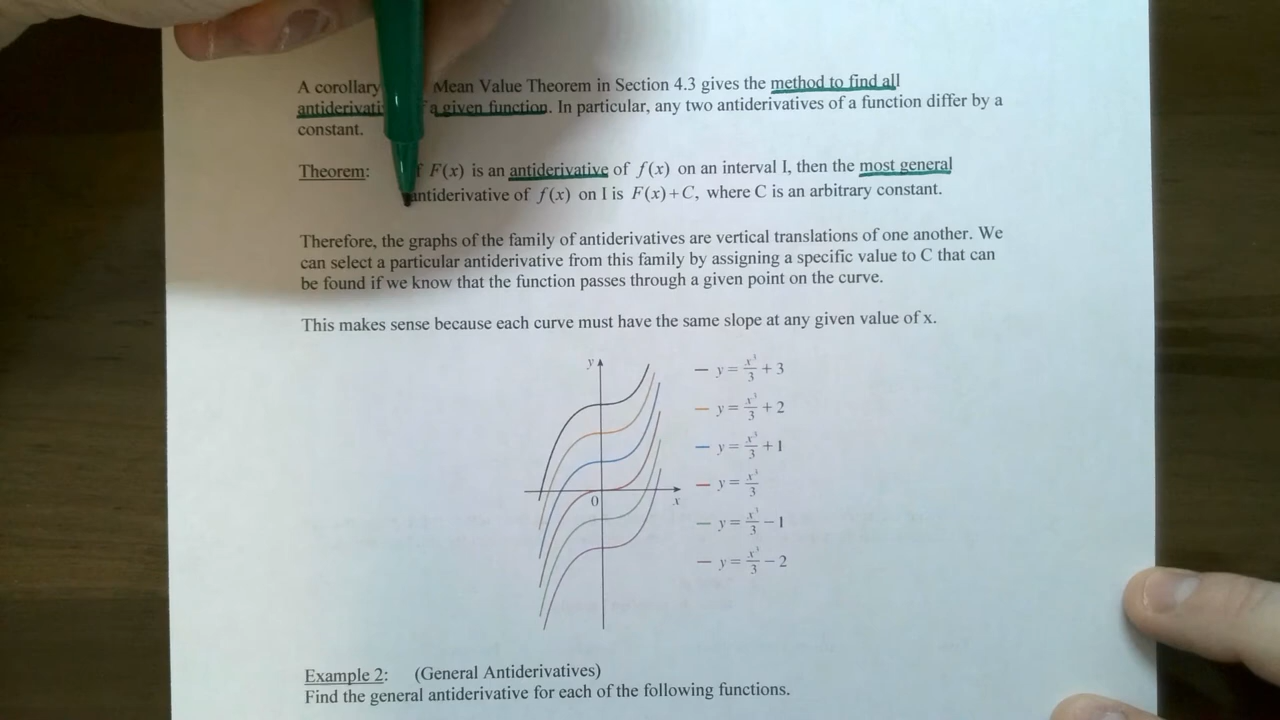 A corollary Mean Value Theorem in Section 4.3 gives the method to find all
a given function. In particular, any two antiderivatives of a function differ by a
constant.
Theorem: F(x) is an antiderivative of f(x) on an interval I, then the most general
antiderivative of f(x) on I is F(x)+C, where C is an arbitrary constant.
Therefore, the graphs of the family of antiderivatives are vertical translations of one another. We
can select a particular antiderivative from this family by assigning a specific value to C that can
be found if we know that the function passes through a given point on the curve.
This makes sense because each curve must have the same slope at any given value of x.
y
0
x
y = x³/3 + 3
y = x³/3 + 2
y = x³/3 + 1
y = x³/3
y = x³/3 − 1
y = x³/3 − 2
Example 2: (General Antiderivatives)
Find the general antiderivative for each of the following functions.